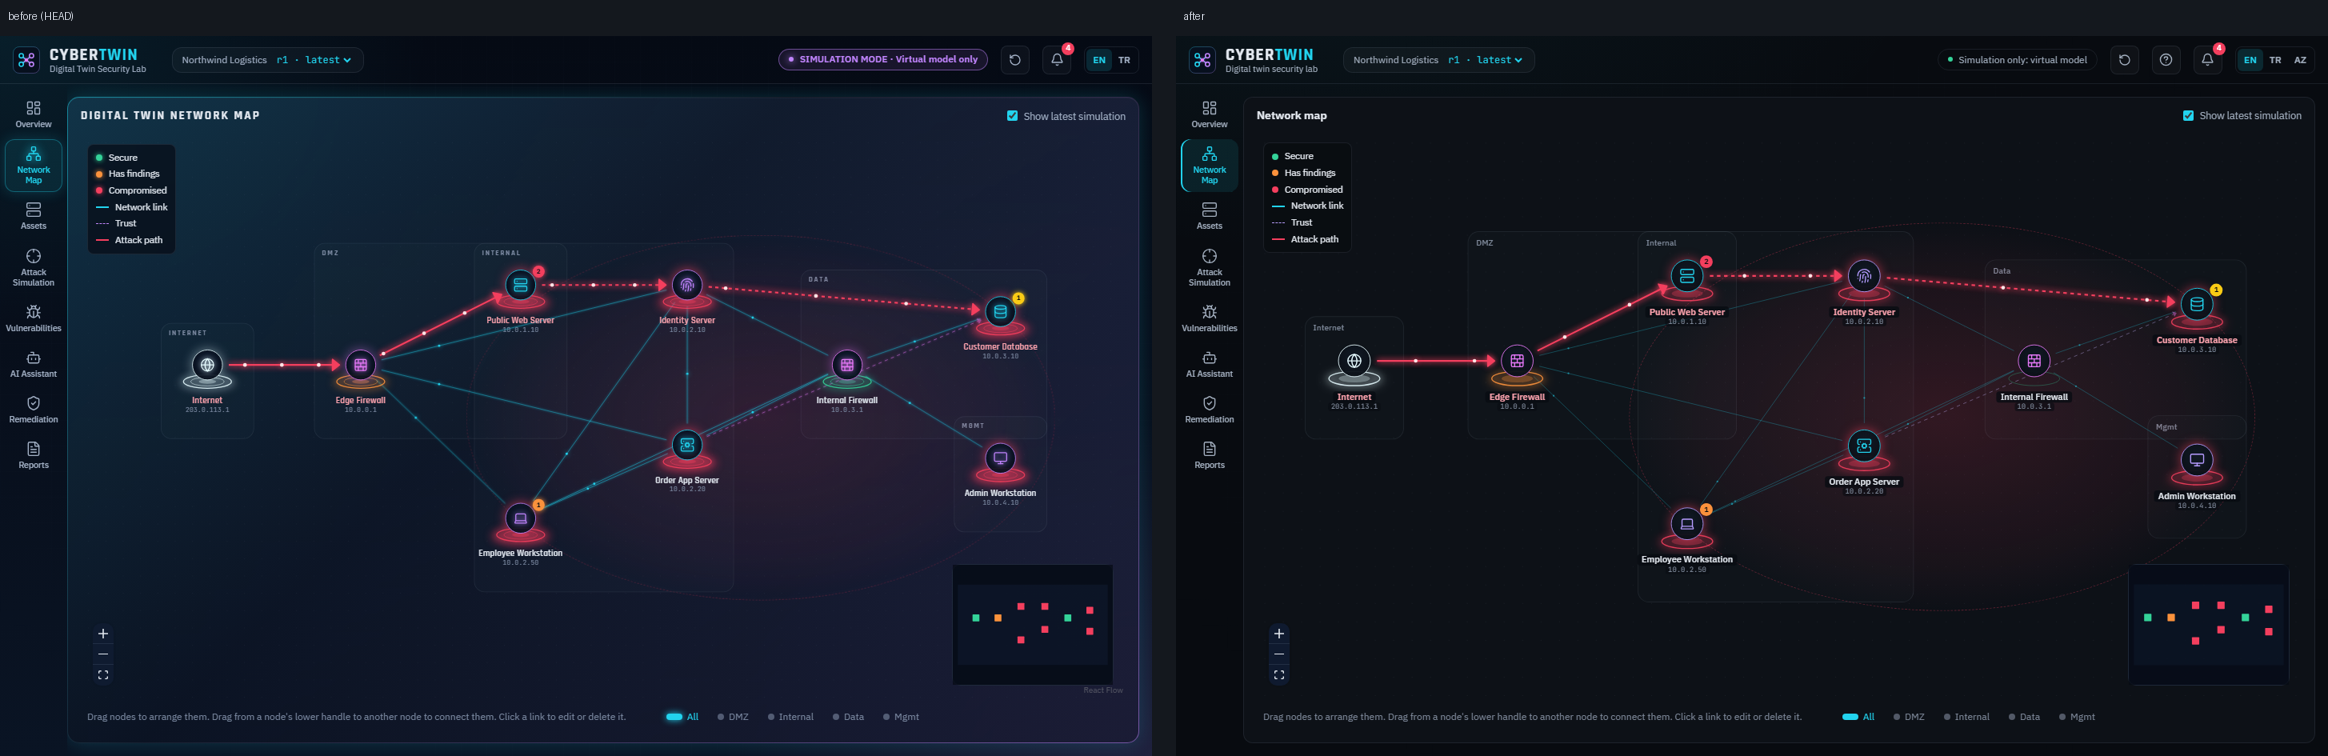 before (HEAD)
CYBERTWIN
Digital Twin Security Lab
Northwind Logistics r1 · latest
SIMULATION MODE · Virtual model only
4
EN TR
Overview
Network
Map
Assets
Attack
Simulation
Vulnerabilities
AI Assistant
Remediation
Reports
DIGITAL TWIN NETWORK MAP
Show latest simulation
Secure
Has findings
Compromised
Network link
Trust
Attack path
INTERNET
Internet
203.0.113.1
DMZ
Edge Firewall
10.0.0.1
INTERNAL
2
Public Web Server
10.0.1.10
Identity Server
10.0.2.10
DATA
1
Customer Database
10.0.3.10
Internal Firewall
10.0.3.1
Order App Server
10.0.2.20
MGMT
Admin Workstation
10.0.4.10
1
Employee Workstation
10.0.2.50
React Flow
Drag nodes to arrange them. Drag from a node's lower handle to another node to connect them. Click a link to edit or delete it.
All DMZ Internal Data Mgmt
after
CYBERTWIN
Digital twin security lab
Northwind Logistics r1 · latest
Simulation only: virtual model
4
EN TR AZ
Overview
Network
Map
Assets
Attack
Simulation
Vulnerabilities
AI Assistant
Remediation
Reports
Network map
Show latest simulation
Secure
Has findings
Compromised
Network link
Trust
Attack path
Internet
Internet
203.0.113.1
DMZ
Edge Firewall
10.0.0.1
Internal
2
Public Web Server
10.0.1.10
Identity Server
10.0.2.10
Data
1
Customer Database
10.0.3.10
Internal Firewall
10.0.3.1
Order App Server
10.0.2.20
Mgmt
Admin Workstation
10.0.4.10
1
Employee Workstation
10.0.2.50
Drag nodes to arrange them. Drag from a node's lower handle to another node to connect them. Click a link to edit or delete it.
All DMZ Internal Data Mgmt